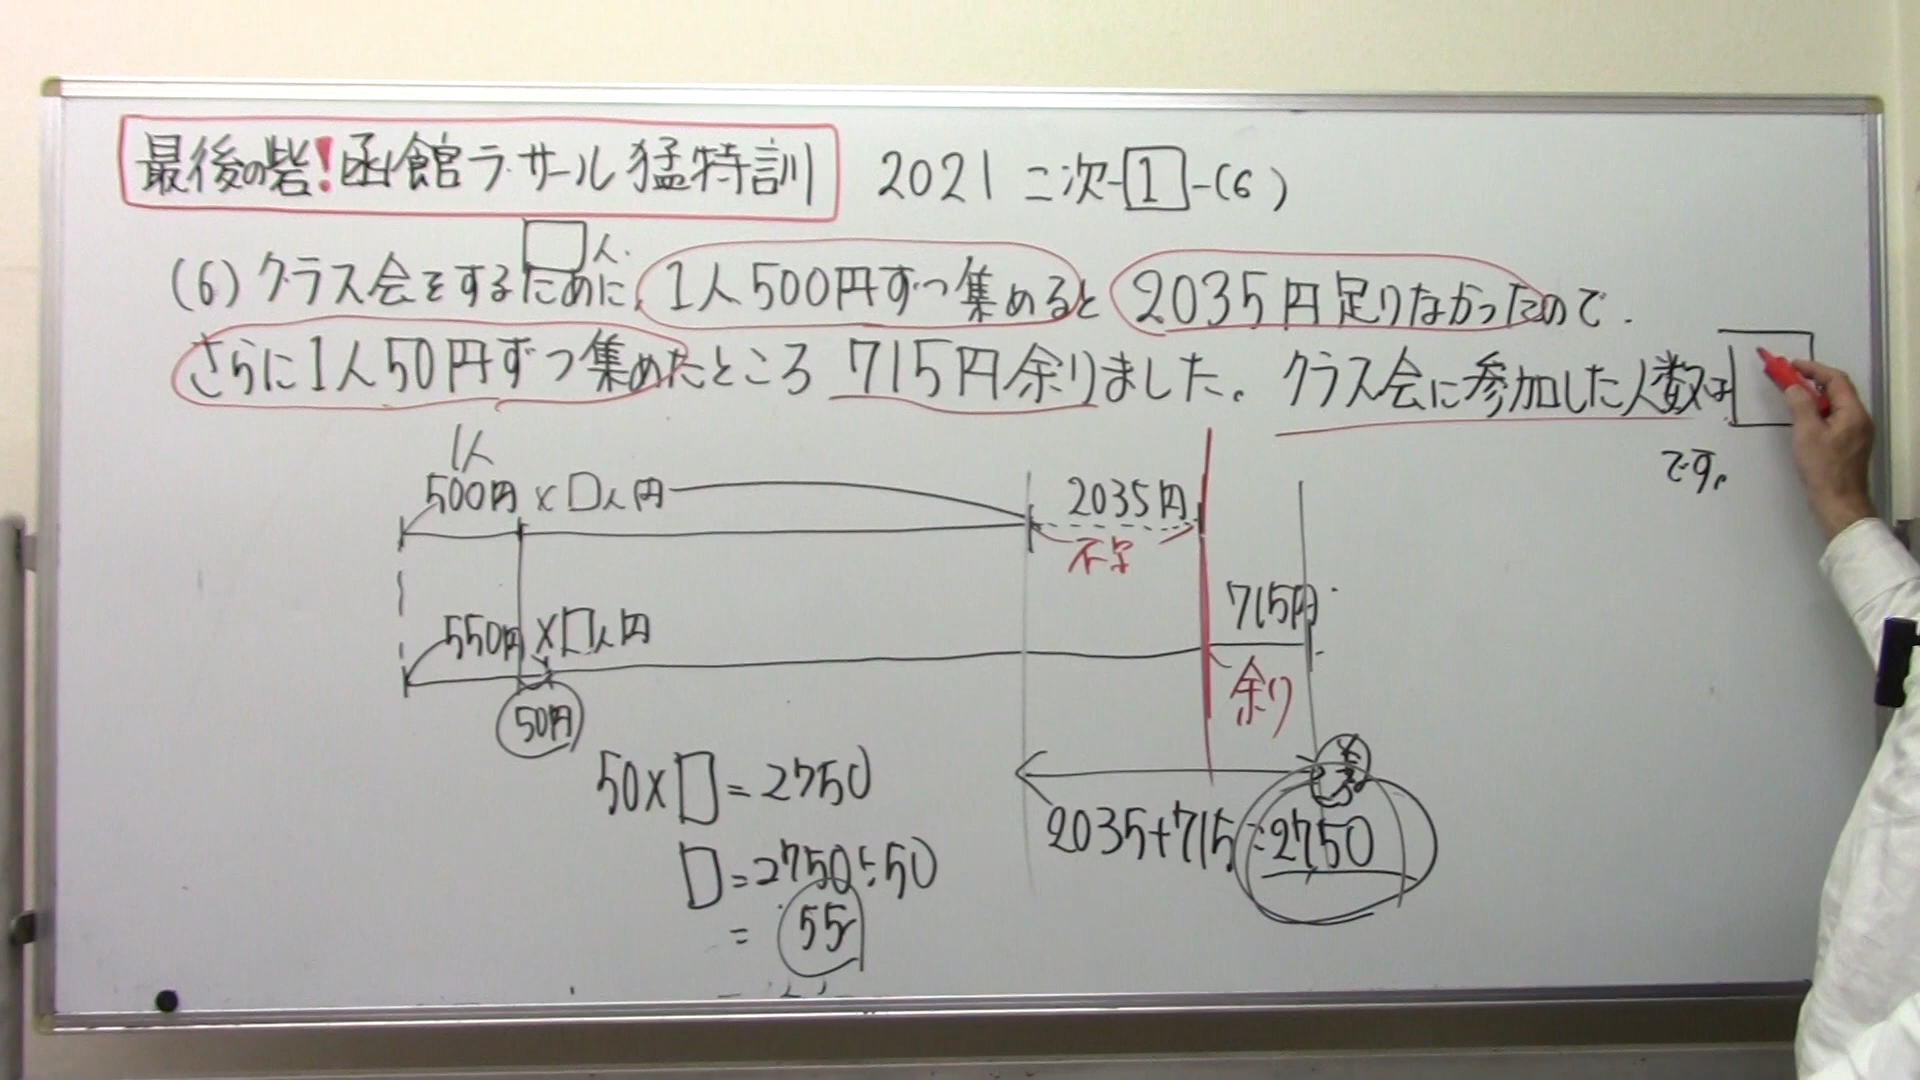 最後の砦!函館ラ・サール猛特訓 2021 二次-1-(6)
□人
(6)クラス会をするために、1人500円ずつ集めると2035円足りなかったので、
さらに1人50円ずつ集めたところ 715円余りました。クラス会に参加した人数は□
です。
1人
500円×□人円 2035円
不足
715円
550円×□人円
余り
50円
差
50×□=2750
2035+715=2750
□=2750÷50
=55